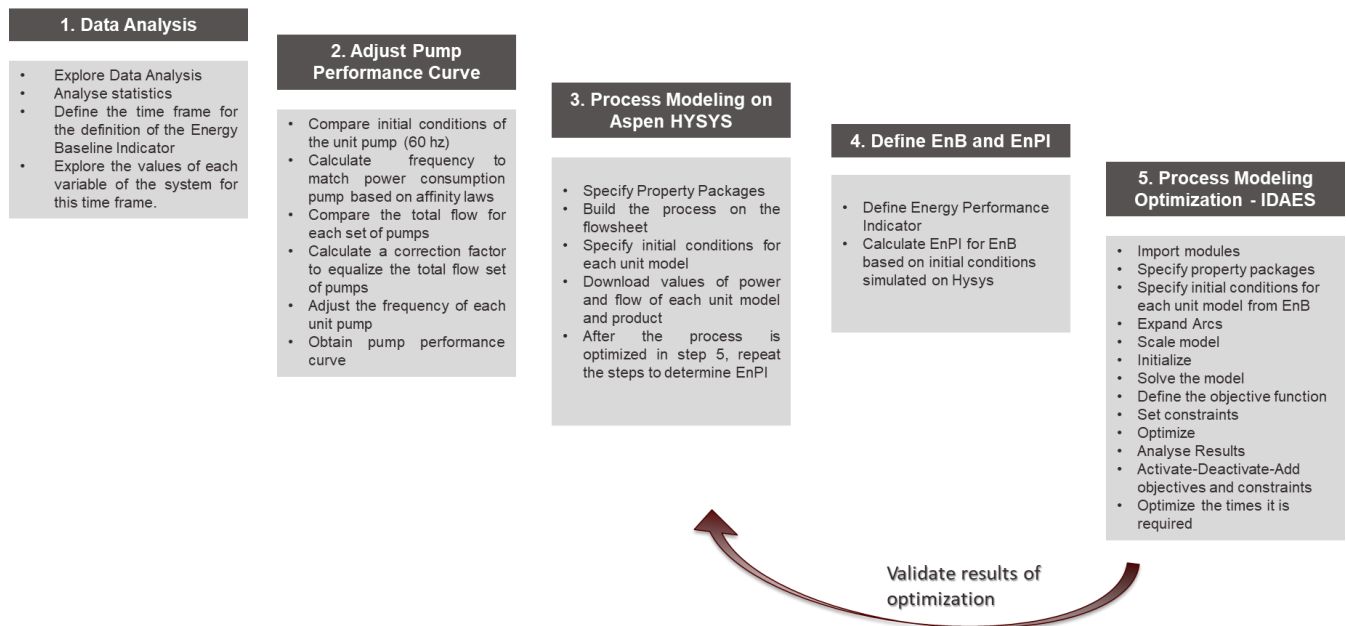 1. Data Analysis
• Explore Data Analysis
• Analyse statistics
• Define the time frame for
the definition of the Energy
Baseline Indicator
• Explore the values of each
variable of the system for
this time frame.
2. Adjust Pump
Performance Curve
• Compare initial conditions of
the unit pump (60 hz)
• Calculate frequency to
match power consumption
pump based on affinity laws
• Compare the total flow for
each set of pumps
• Calculate a correction factor
to equalize the total flow set
of pumps
• Adjust the frequency of each
unit pump
• Obtain pump performance
curve
3. Process Modeling on
Aspen HYSYS
• Specify Property Packages
• Build the process on the
flowsheet
• Specify initial conditions for
each unit model
• Download values of power
and flow of each unit model
and product
• After the process is
optimized in step 5, repeat
the steps to determine EnPI
4. Define EnB and EnPI
• Define Energy Performance
Indicator
• Calculate EnPI for EnB
based on initial conditions
simulated on Hysys
5. Process Modeling
Optimization - IDAES
• Import modules
• Specify property packages
• Specify initial conditions for
each unit model from EnB
• Expand Arcs
• Scale model
• Initialize
• Solve the model
• Define the objective function
• Set constraints
• Optimize
• Analyse Results
• Activate-Deactivate-Add
objectives and constraints
• Optimize the times it is
required
Validate results of
optimization